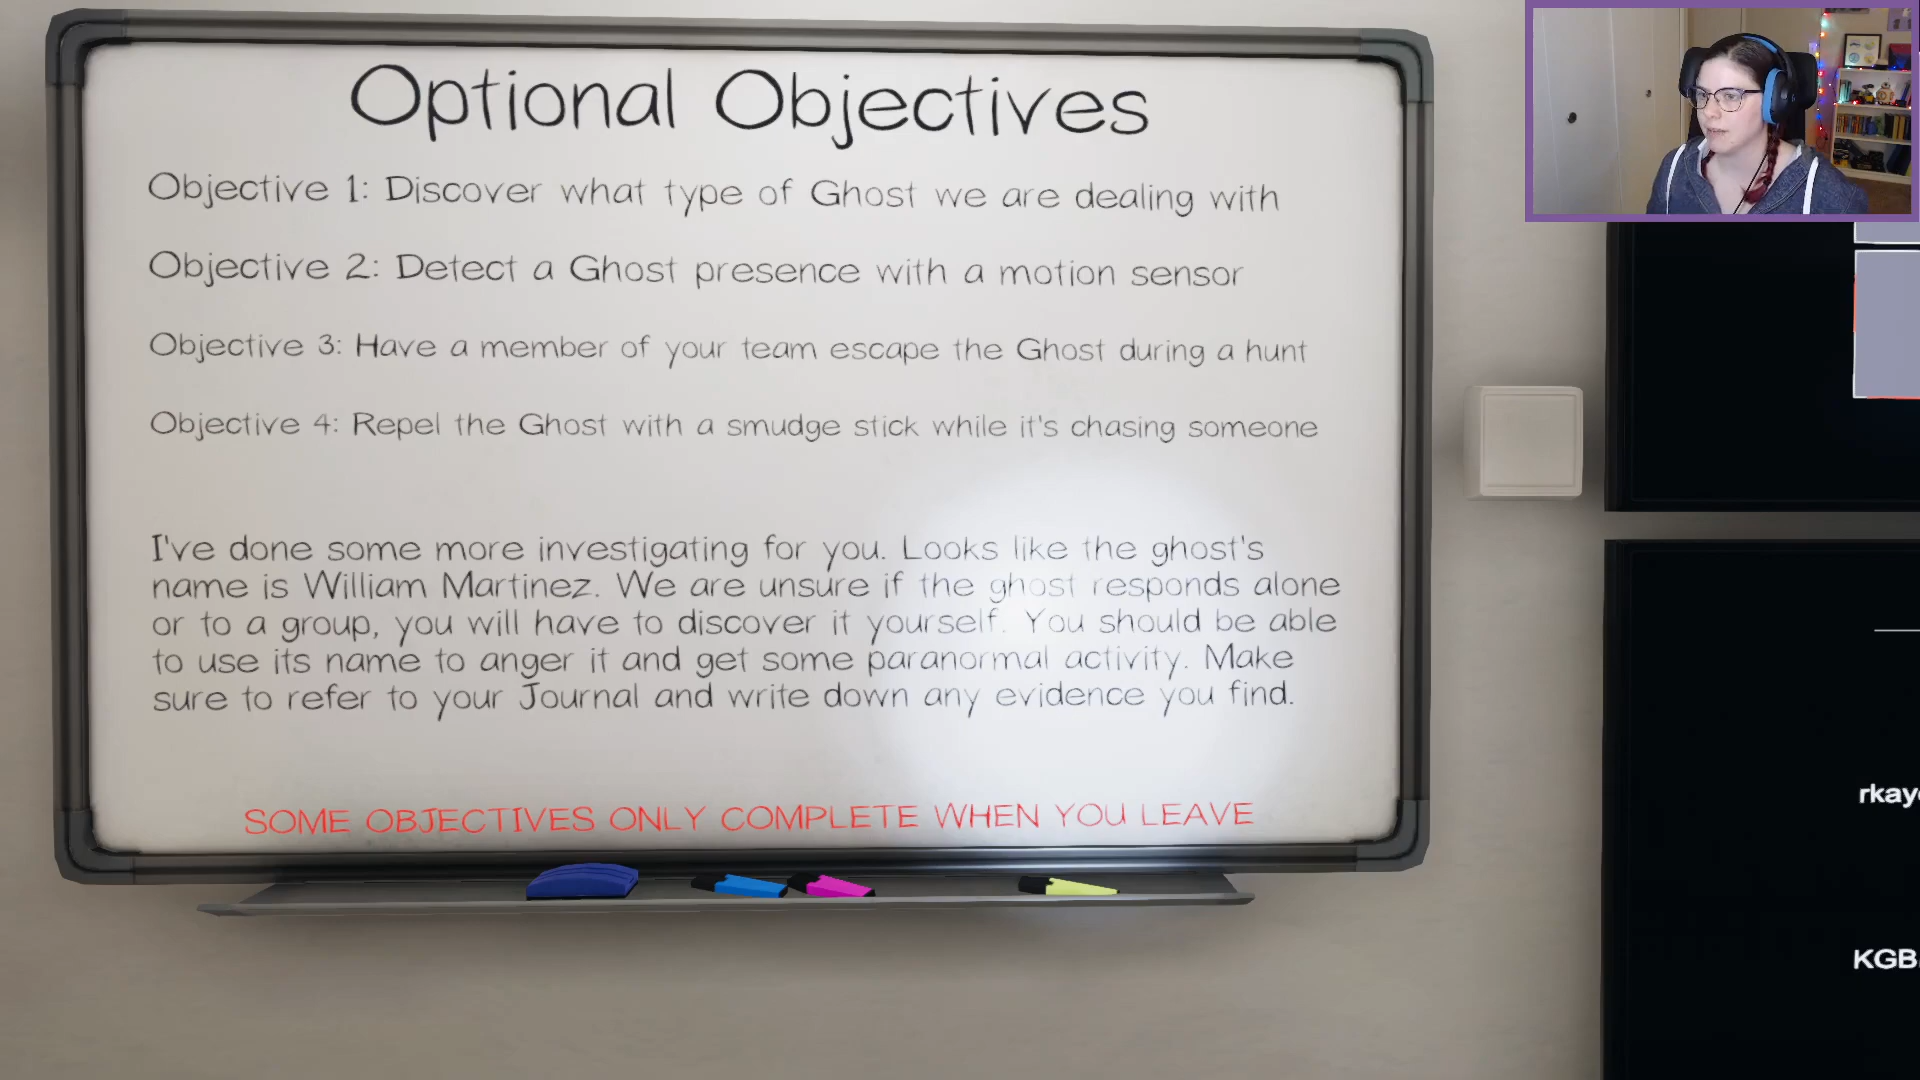 Optional Objectives
Objective 1: Discover what type of Ghost we are dealing with
Objective 2: Detect a Ghost presence with a motion sensor
Objective 3: Have a member of your team escape the Ghost during a hunt
Objective 4: Repel the Ghost with a smudge stick while it's chasing someone
I've done some more investigating for you. Looks like the ghost's
name is William Martinez. We are unsure if the ghost responds alone
or to a group, you will have to discover it yourself. You should be able
to use its name to anger it and get some paranormal activity. Make
sure to refer to your Journal and write down any evidence you find.
SOME OBJECTIVES ONLY COMPLETE WHEN YOU LEAVE
KGB